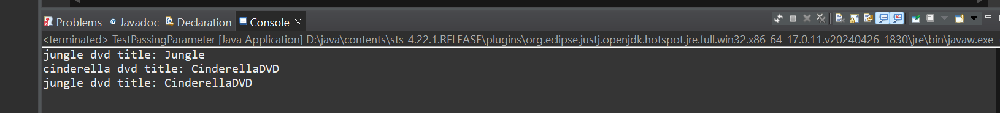 Problems @ Javadoc Declaration Console
<terminated> TestPassingParameter [Java Application] D:\java\contents\sts-4.22.1.RELEASE\plugins\org.eclipse.justj.openjdk.hotspot.jre.full.win32.x86_64_17.0.11.v20240426-1830\jre\bin\javaw.exe
jungle dvd title: Jungle
cinderella dvd title: CinderellaDVD
jungle dvd title: CinderellaDVD